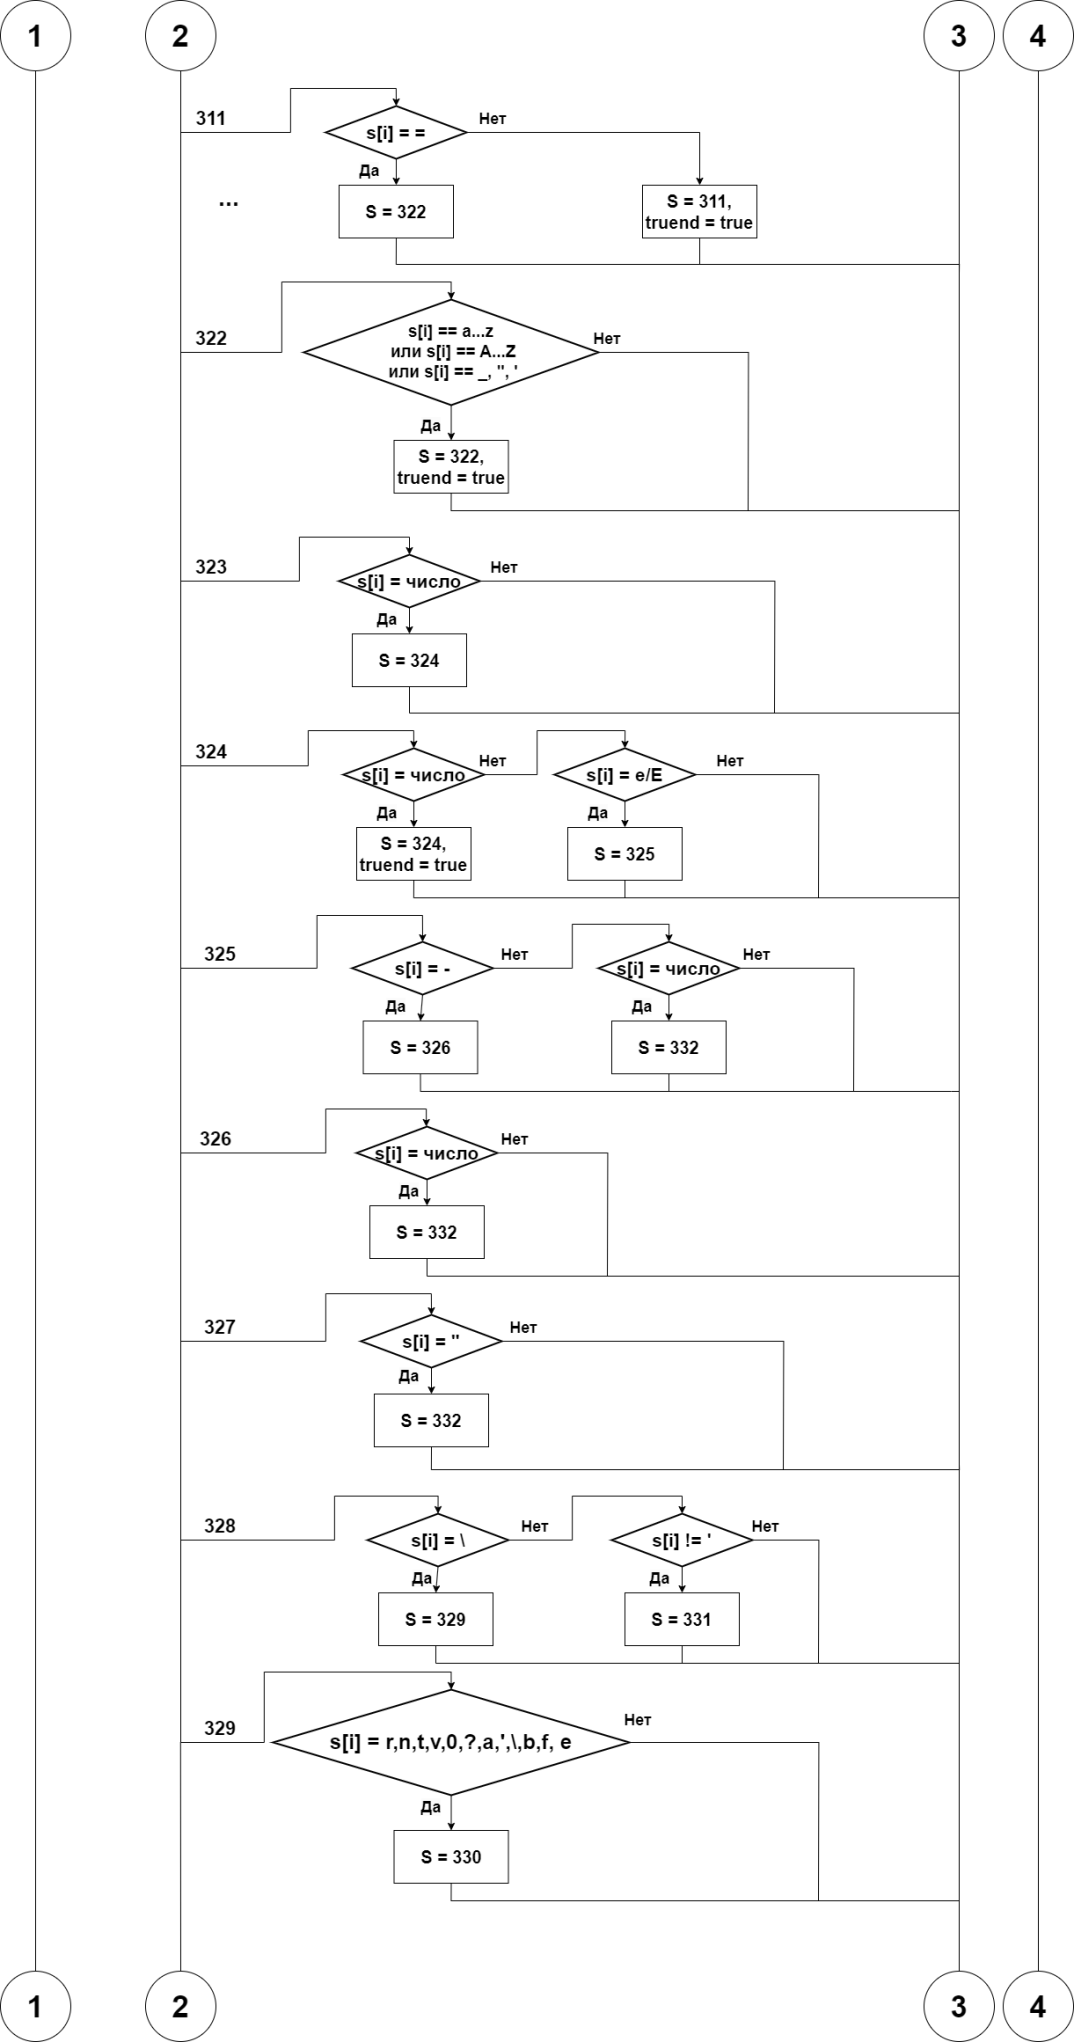 1
2
3
4
311
s[i] = =
Нет
Да
...
S = 322
S = 311,
truend = true
322
s[i] == a...z
или s[i] == A...Z
или s[i] == _, ", '
Нет
Да
S = 322,
truend = true
323
s[i] = число
Нет
Да
S = 324
324
s[i] = число
Нет
s[i] = e/E
Нет
Да
Да
S = 324,
truend = true
S = 325
325
s[i] = -
Нет
s[i] = число
Нет
Да
Да
S = 326
S = 332
326
s[i] = число
Нет
Да
S = 332
327
s[i] = "
Нет
Да
S = 332
328
s[i] = \
Нет
s[i] != '
Нет
Да
Да
S = 329
S = 331
329
s[i] = r,n,t,v,0,?,a,',\,b,f, e
Нет
Да
S = 330
1
2
3
4